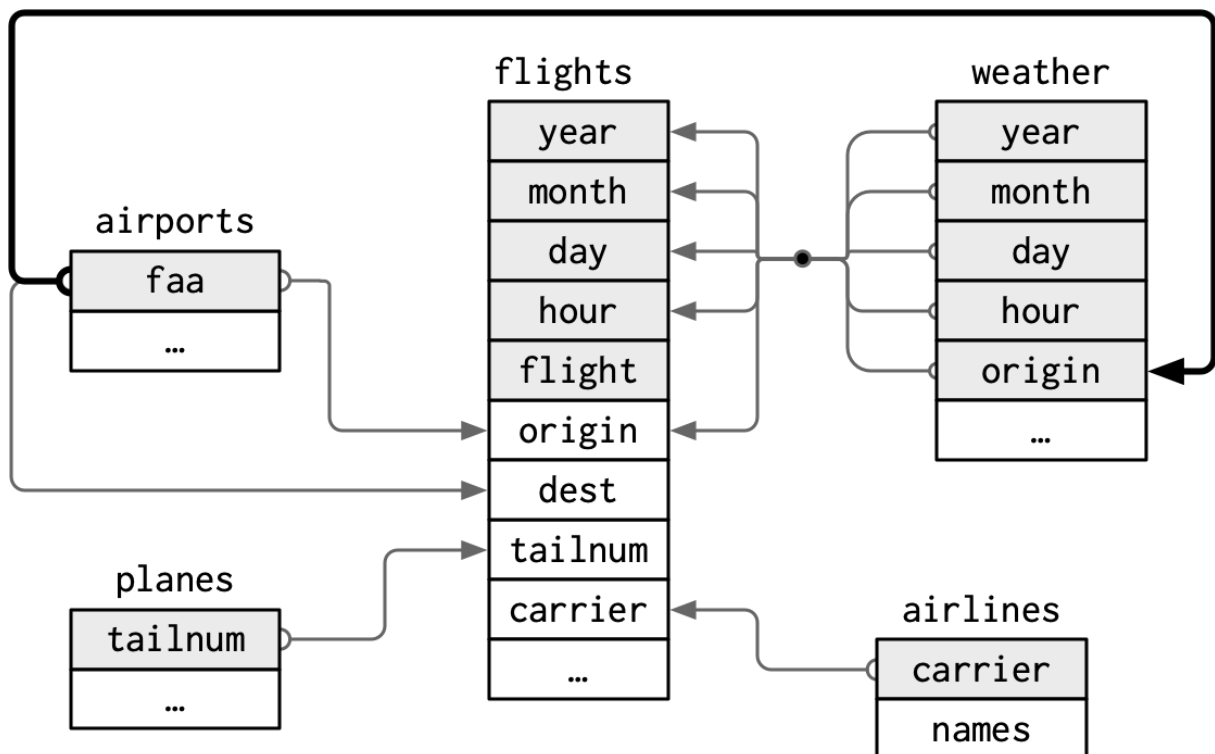 airports
faa
…
planes
tailnum
…
flights
year
month
day
hour
flight
origin
dest
tailnum
carrier
…
weather
year
month
day
hour
origin
…
airlines
carrier
names